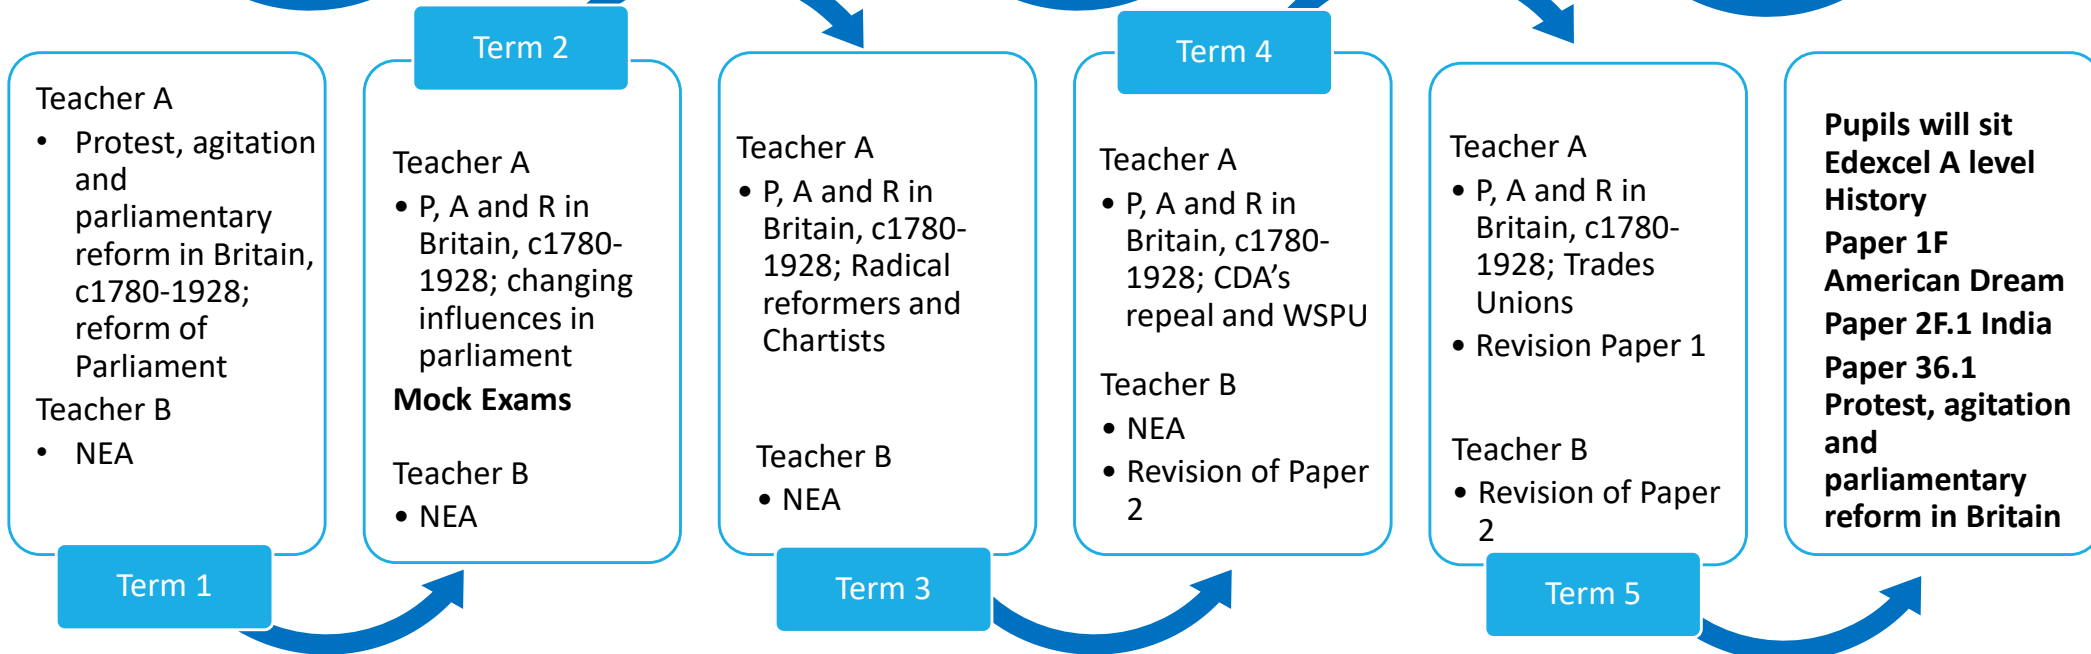 Teacher A
• Protest, agitation
and
parliamentary
reform in Britain,
c1780-1928;
reform of
Parliament
Teacher B
• NEA
Term 1
Term 2
Teacher A
• P, A and R in
Britain, c1780-
1928; changing
influences in
parliament
Mock Exams
Teacher B
• NEA
Teacher A
• P, A and R in
Britain, c1780-
1928; Radical
reformers and
Chartists
Teacher B
• NEA
Term 3
Term 4
Teacher A
• P, A and R in
Britain, c1780-
1928; CDA’s
repeal and WSPU
Teacher B
• NEA
• Revision of Paper
2
Teacher A
• P, A and R in
Britain, c1780-
1928; Trades
Unions
• Revision Paper 1
Teacher B
• Revision of Paper
2
Term 5
Pupils will sit
Edexcel A level
History
Paper 1F
American Dream
Paper 2F.1 India
Paper 36.1
Protest, agitation
and
parliamentary
reform in Britain